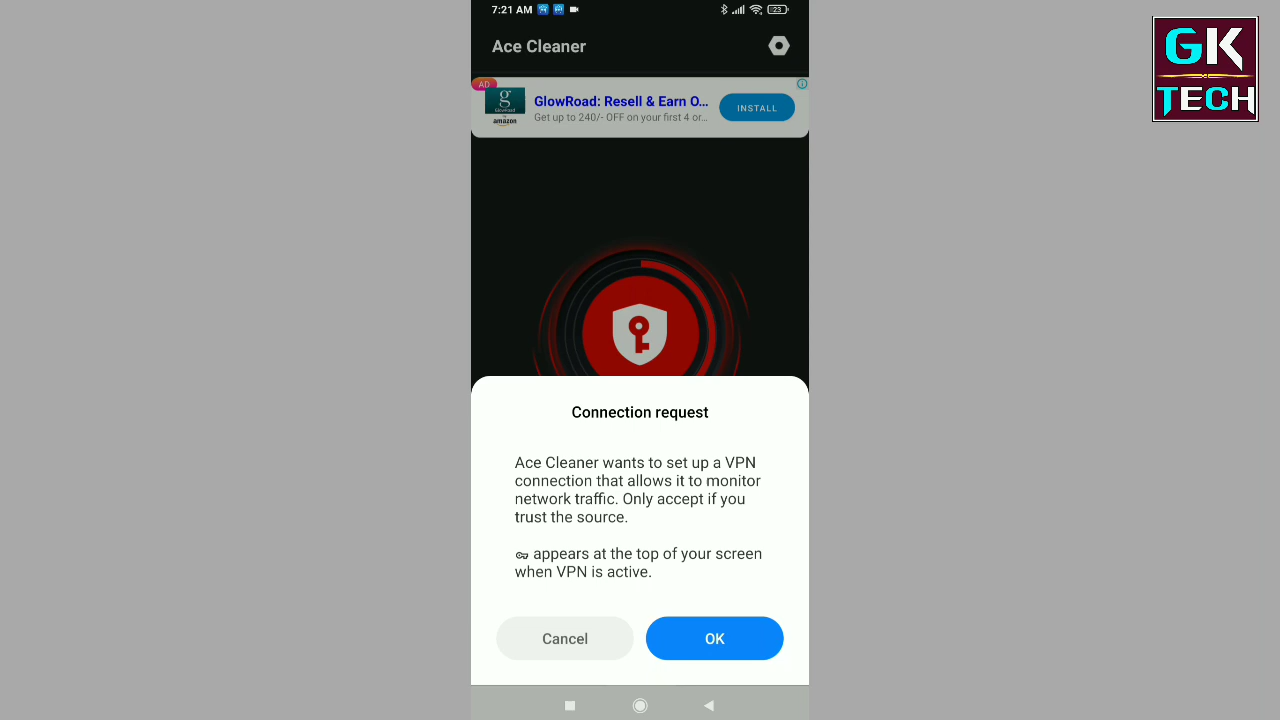 7:21 AM
23
Ace Cleaner
AD
g
GlowRoad
by
amazon
GlowRoad: Resell & Earn O...
Get up to 240/- OFF on your first 4 or...
INSTALL
GK
TECH
Connection request
Ace Cleaner wants to set up a VPN
connection that allows it to monitor
network traffic. Only accept if you
trust the source.
appears at the top of your screen
when VPN is active.
Cancel
OK